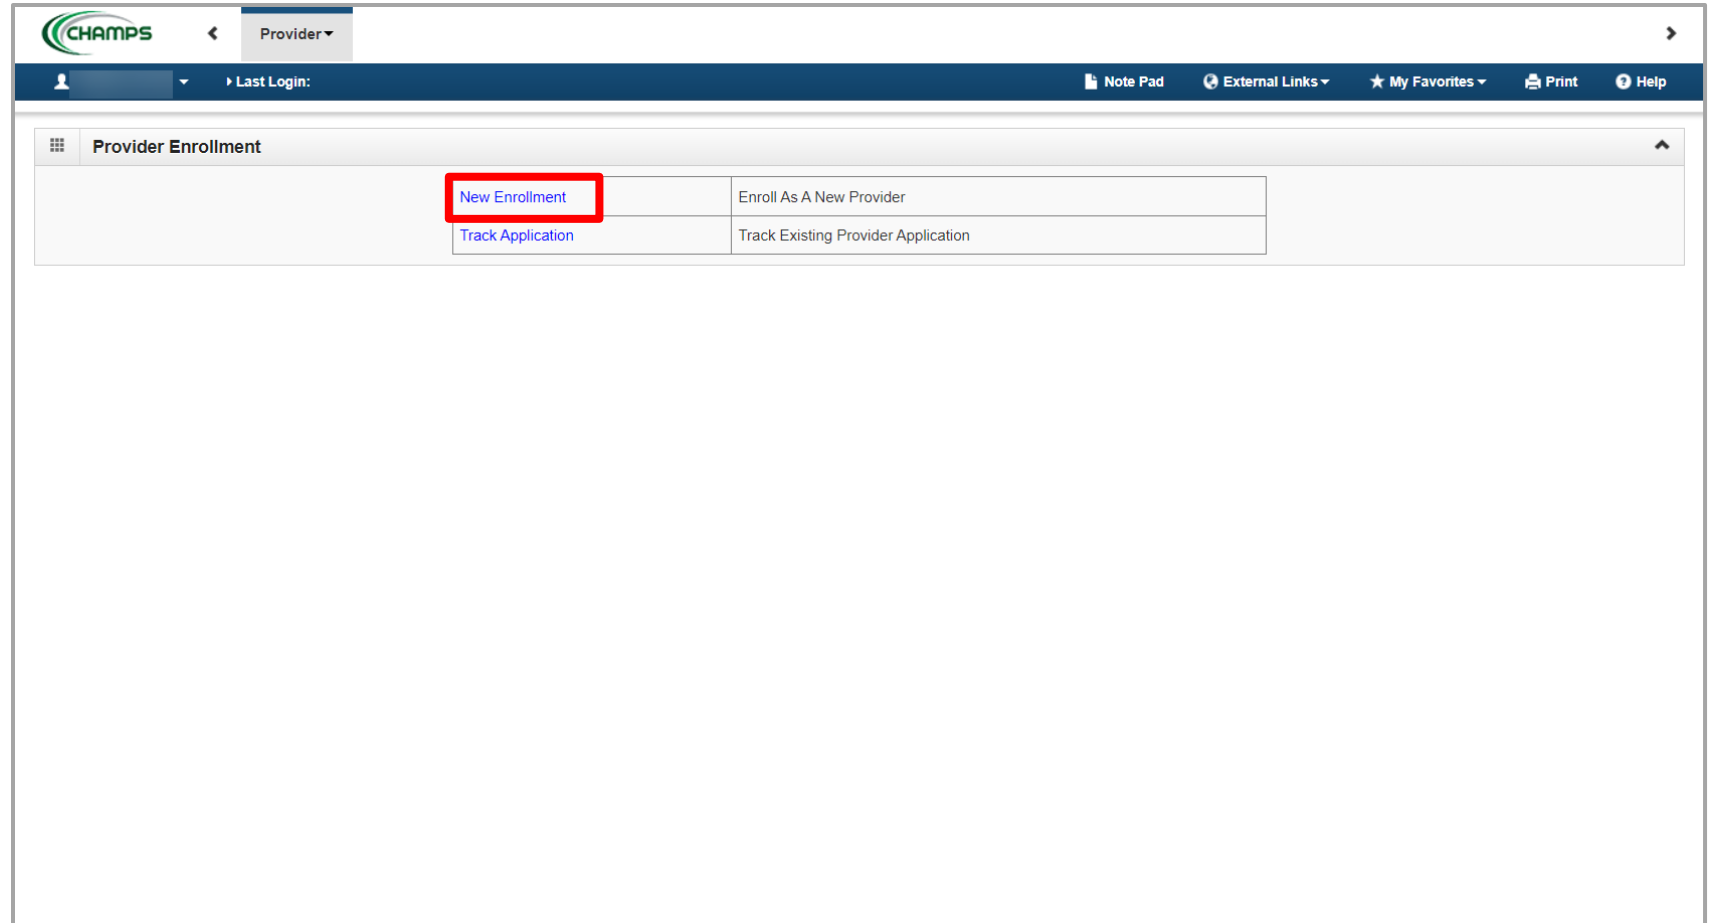 CHAMPS
Provider
Last Login:
Note Pad
External Links
My Favorites
Print
Help
Provider Enrollment
New Enrollment
Enroll As A New Provider
Track Application
Track Existing Provider Application